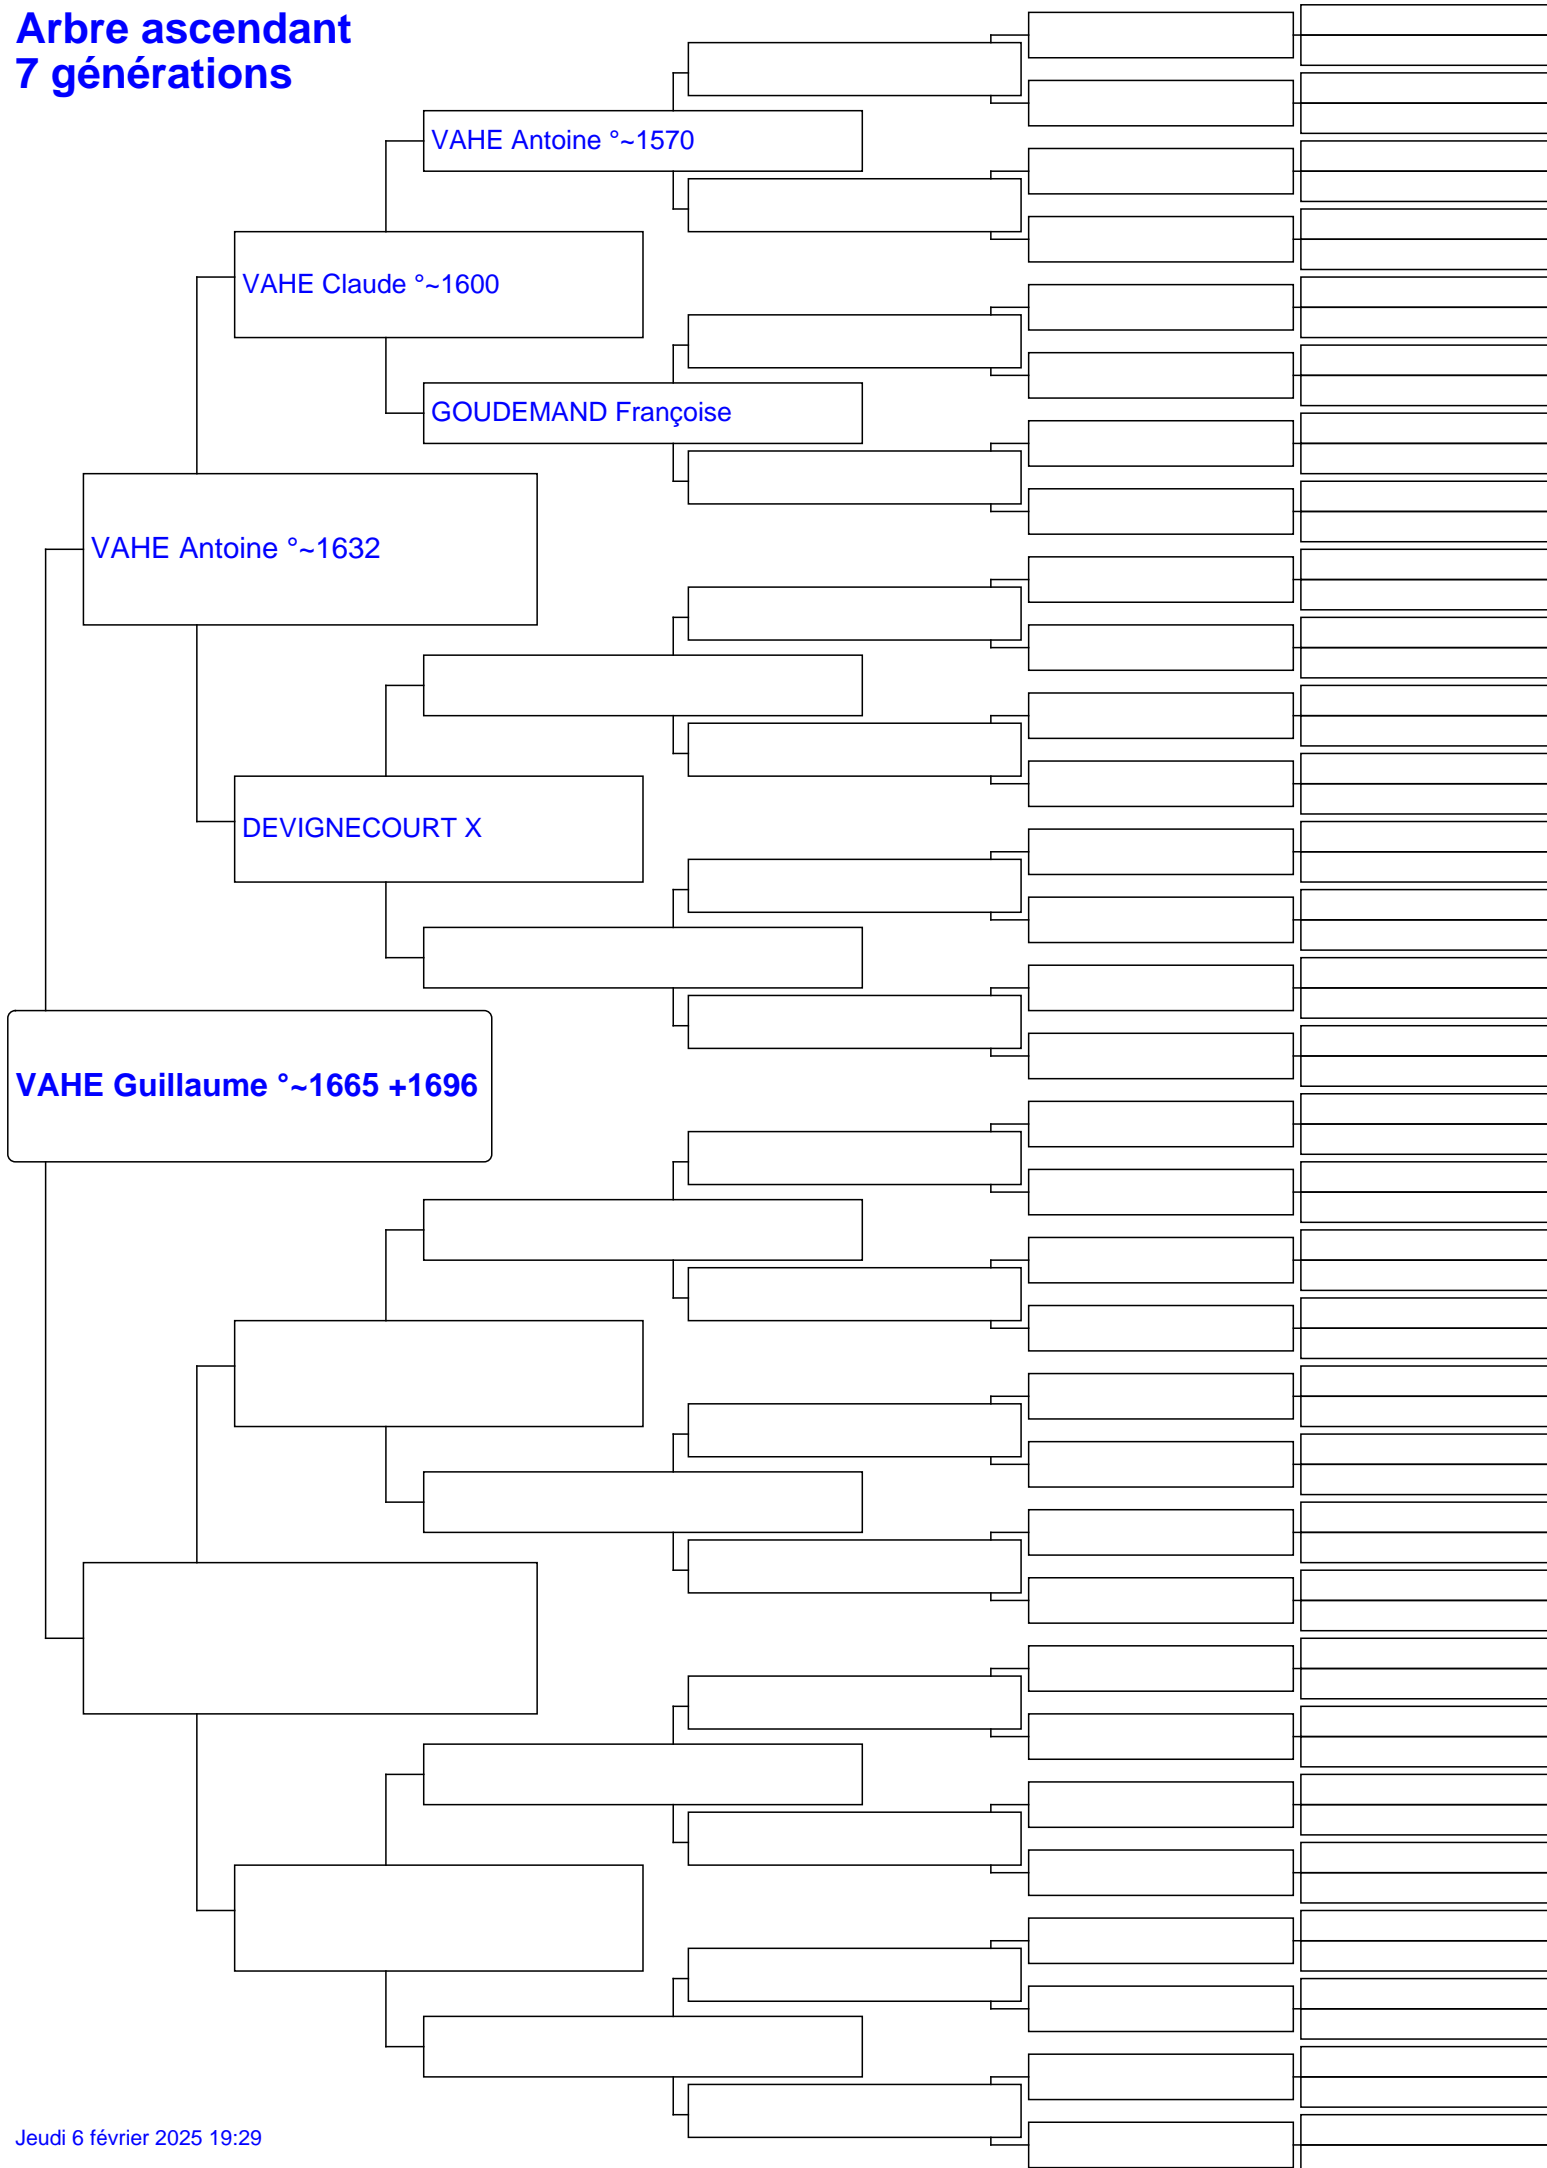 Arbre ascendant
7 générations
VAHE Antoine °~1570
VAHE Claude °~1600
GOUDEMAND Françoise
VAHE Antoine °~1632
DEVIGNECOURT X
VAHE Guillaume °~1665 +1696
Jeudi 6 février 2025 19:29